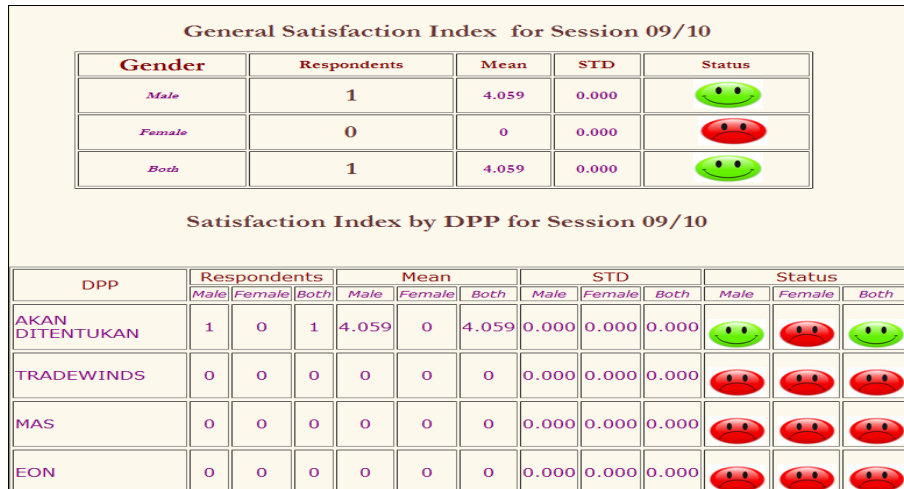 General Satisfaction Index for Session 09/10
Gender Respondents Mean STD Status
Male 1 4.059 0.000
Female 0 0 0.000
Both 1 4.059 0.000
Satisfaction Index by DPP for Session 09/10
DPP Respondents Mean STD Status
Male Female Both Male Female Both Male Female Both Male Female Both
AKAN
DITENTUKAN 1 0 1 4.059 0 4.059 0.000 0.000 0.000
TRADEWINDS 0 0 0 0 0 0 0.000 0.000 0.000
MAS 0 0 0 0 0 0 0.000 0.000 0.000
EON 0 0 0 0 0 0 0.000 0.000 0.000